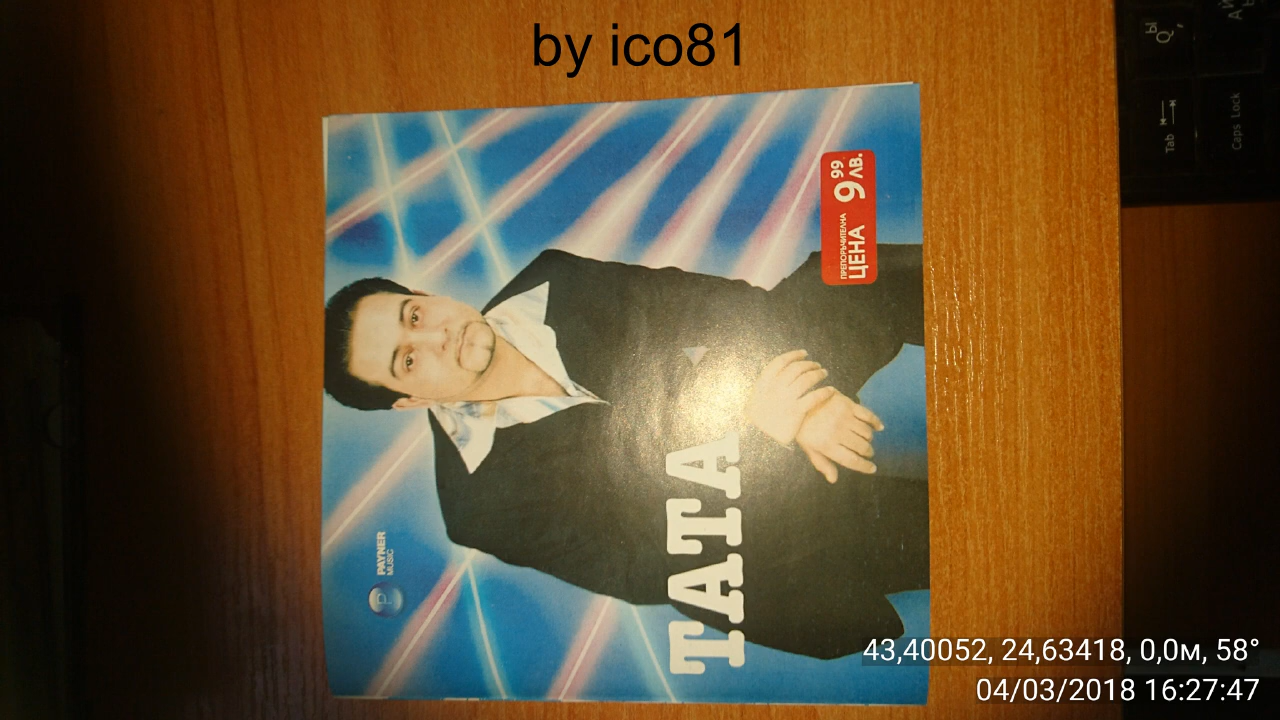 by ico81
PAYNER
MUSIC
P
ТАТА
ПРЕПОРЪЧИТЕЛНА
ЦЕНА 9 99 ЛВ.
Q Ы ,
Tab
Caps Lock
А Й
43,40052, 24,63418, 0,0м, 58°
04/03/2018 16:27:47